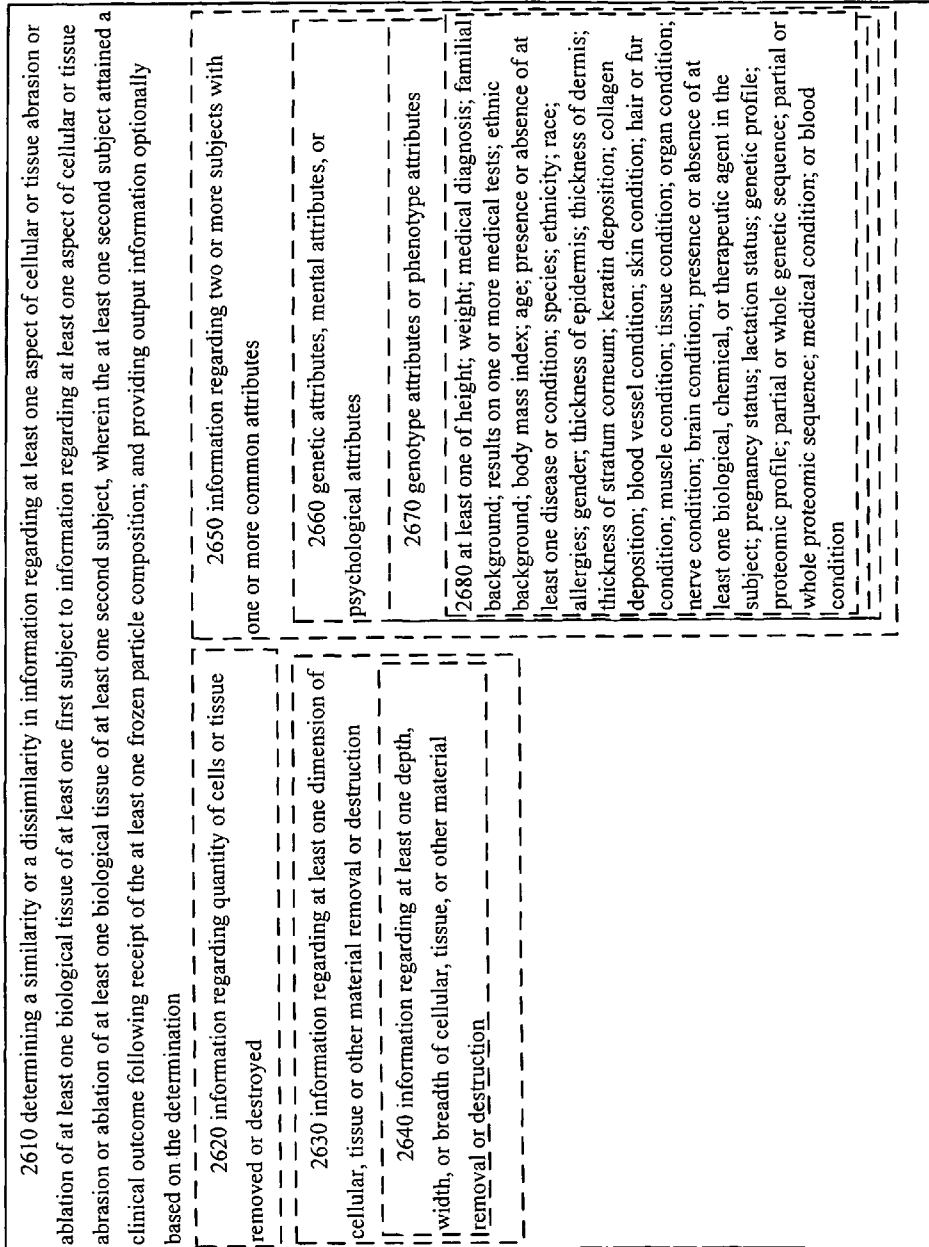 2610 determining a similarity or a dissimilarity in information regarding at least one aspect of cellular or tissue abrasion or
ablation of at least one biological tissue of at least one first subject to information regarding at least one aspect of cellular or tissue
abrasion or ablation of at least one biological tissue of at least one second subject, wherein the at least one second subject attained a
clinical outcome following receipt of the at least one frozen particle composition; and providing output information optionally
based on the determination
2620 information regarding quantity of cells or tissue
removed or destroyed
2630 information regarding at least one dimension of
cellular, tissue or other material removal or destruction
2640 information regarding at least one depth,
width, or breadth of cellular, tissue, or other material
removal or destruction
2650 information regarding two or more subjects with
one or more common attributes
2660 genetic attributes, mental attributes, or
psychological attributes
2670 genotype attributes or phenotype attributes
2680 at least one of height; weight; medical diagnosis; familial
background; results on one or more medical tests; ethnic
background; body mass index; age; presence or absence of at
least one disease or condition; species; ethnicity; race;
allergies; gender; thickness of epidermis; thickness of dermis;
thickness of stratum corneum; keratin deposition; collagen
deposition; blood vessel condition; skin condition; hair or fur
condition; muscle condition; tissue condition; organ condition;
nerve condition; brain condition; presence or absence of at
least one biological, chemical, or therapeutic agent in the
subject; pregnancy status; lactation status; genetic profile;
proteomic profile; partial or whole genetic sequence; partial or
whole proteomic sequence; medical condition; or blood
condition